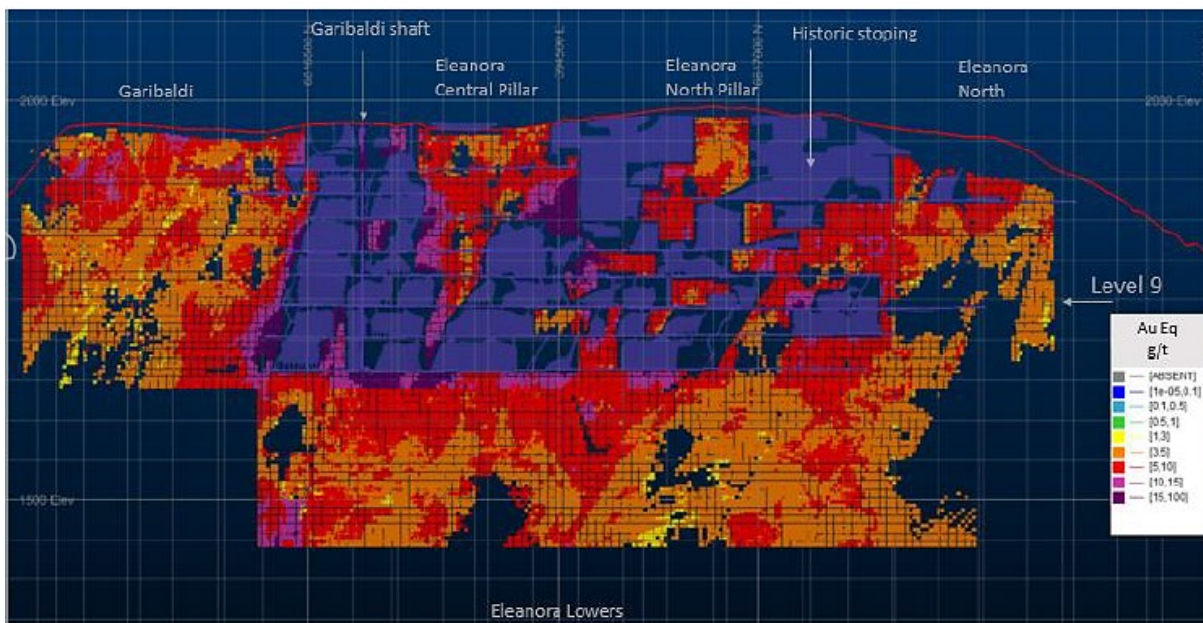 Garibaldi shaft
Historic stoping
Eleanora
Central Pillar
Eleanora
North Pillar
Eleanora
North
Garibaldi
2000 Elev
2000 Elev
Level 9
Au Eq
g/t
[ABSENT]
[1e-05,0.1]
[0.1,0.5]
[0.5,1]
[1,3]
[3,5]
[5,10]
[10,15]
[15,100]
1500 Elev
Eleanora Lowers